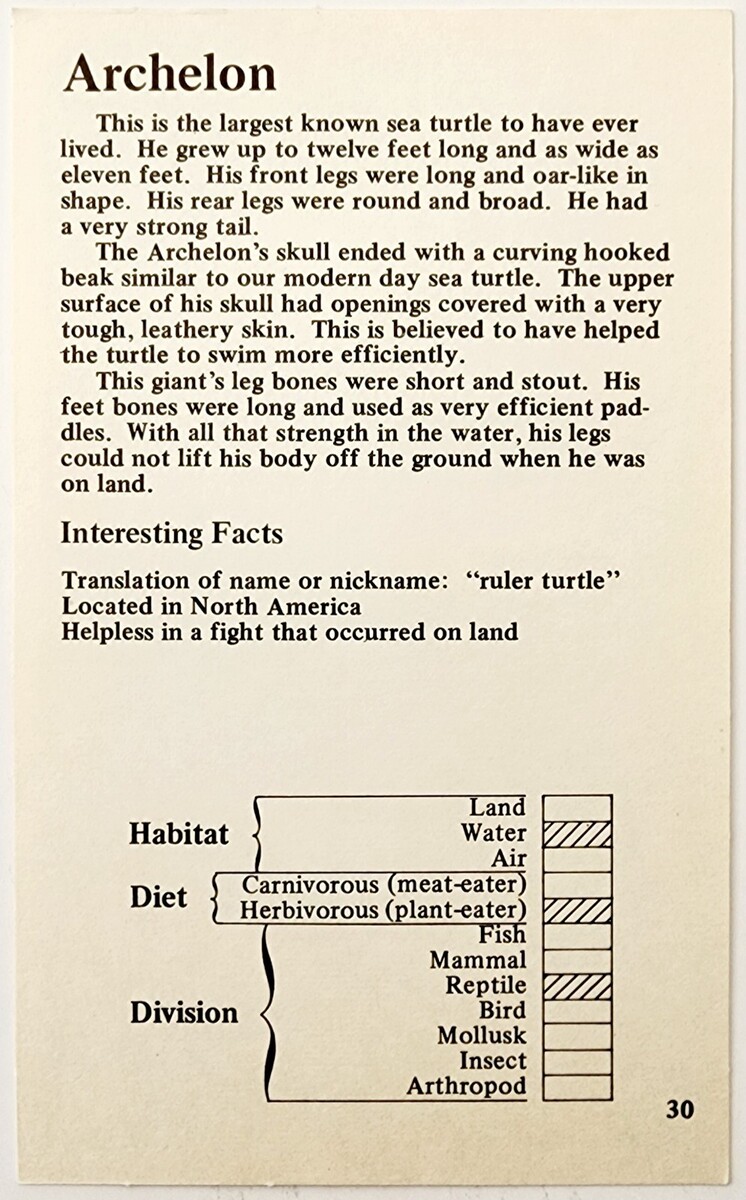 Archelon
This is the largest known sea turtle to have ever
lived. He grew up to twelve feet long and as wide as
eleven feet. His front legs were long and oar-like in
shape. His rear legs were round and broad. He had
a very strong tail.
The Archelon's skull ended with a curving hooked
beak similar to our modern day sea turtle. The upper
surface of his skull had openings covered with a very
tough, leathery skin. This is believed to have helped
the turtle to swim more efficiently.
This giant's leg bones were short and stout. His
feet bones were long and used as very efficient pad-
dles. With all that strength in the water, his legs
could not lift his body off the ground when he was
on land.
Interesting Facts
Translation of name or nickname: “ruler turtle”
Located in North America
Helpless in a fight that occurred on land
Habitat
Land
Water
Air
Diet
Carnivorous (meat-eater)
Herbivorous (plant-eater)
Division
Fish
Mammal
Reptile
Bird
Mollusk
Insect
Arthropod
30